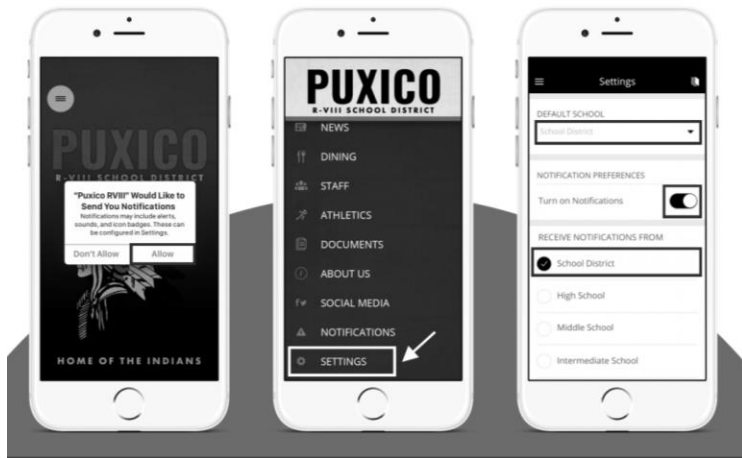 PUXICO
R-VIII SCHOOL DISTRICT
"Puxico RVIII" Would Like to
Send You Notifications
Notifications may include alerts,
sounds, and icon badges. These can
be configured in Settings.
Don't Allow
Allow
HOME OF THE INDIANS
PUXICO
R-VIII SCHOOL DISTRICT
NEWS
DINING
STAFF
ATHLETICS
DOCUMENTS
ABOUT US
SOCIAL MEDIA
NOTIFICATIONS
SETTINGS
Settings
DEFAULT SCHOOL
School District
NOTIFICATION PREFERENCES
Turn on Notifications
RECEIVE NOTIFICATIONS FROM
School District
High School
Middle School
Intermediate School